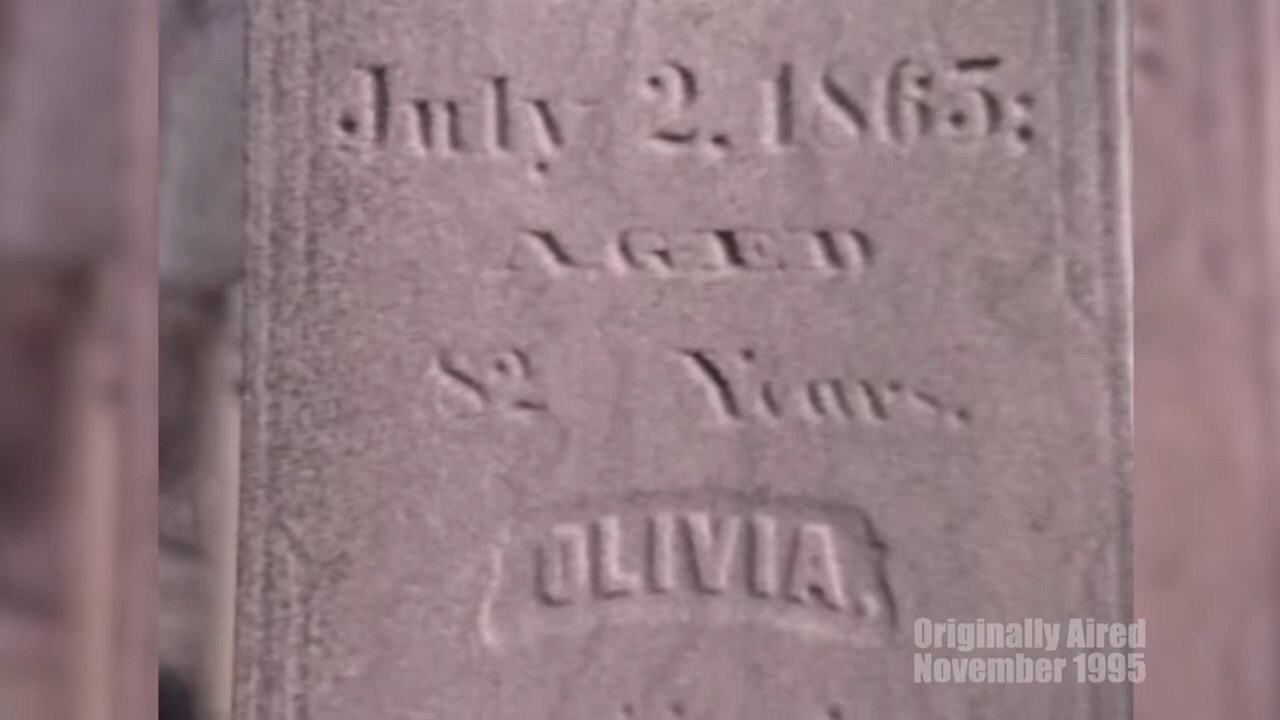 July 2, 1865;
AGED
82 Years.
OLIVIA.
Originally Aired
November 1995